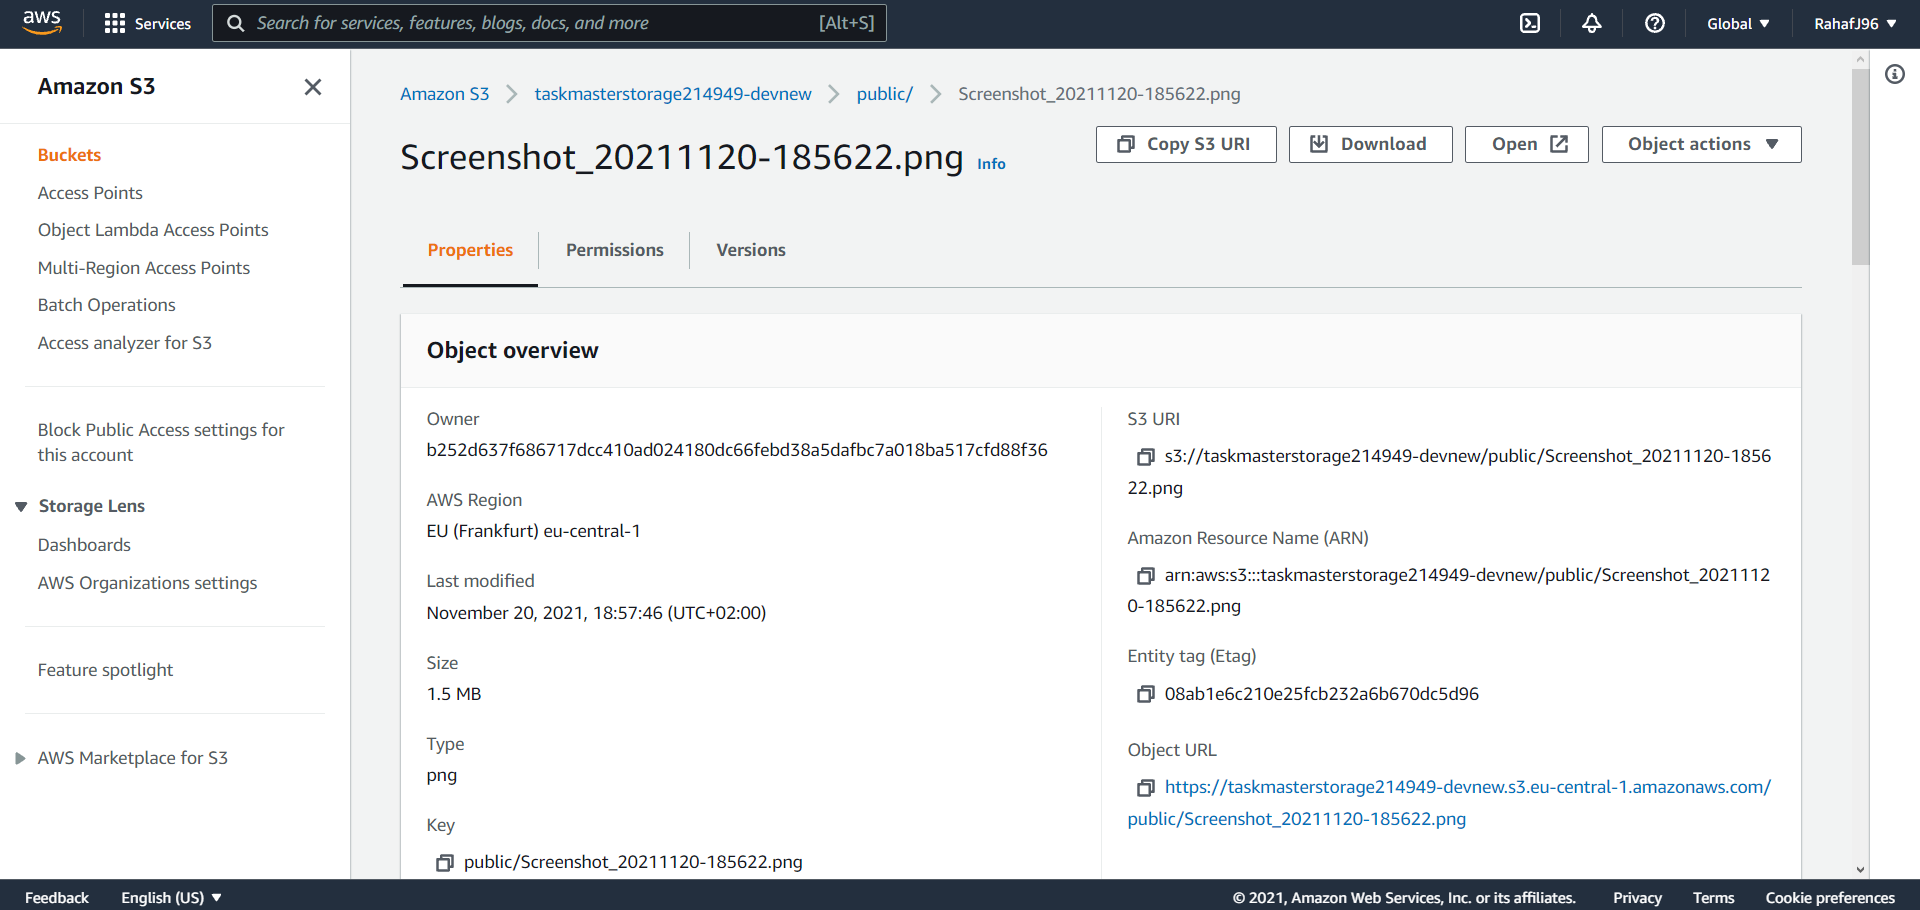 aws
Services
Search for services, features, blogs, docs, and more [Alt+S]
Global
RahafJ96
Amazon S3
Buckets
Access Points
Object Lambda Access Points
Multi-Region Access Points
Batch Operations
Access analyzer for S3
Block Public Access settings for
this account
Storage Lens
Dashboards
AWS Organizations settings
Feature spotlight
AWS Marketplace for S3
Amazon S3 > taskmasterstorage214949-devnew > public/ > Screenshot_20211120-185622.png
Screenshot_20211120-185622.png Info
Copy S3 URI
Download
Open
Object actions
Properties
Permissions
Versions
Object overview
Owner
b252d637f686717dcc410ad024180dc66febd38a5dafbc7a018ba517cfd88f36
AWS Region
EU (Frankfurt) eu-central-1
Last modified
November 20, 2021, 18:57:46 (UTC+02:00)
Size
1.5 MB
Type
png
Key
public/Screenshot_20211120-185622.png
S3 URI
s3://taskmasterstorage214949-devnew/public/Screenshot_20211120-1856
22.png
Amazon Resource Name (ARN)
arn:aws:s3:::taskmasterstorage214949-devnew/public/Screenshot_2021112
0-185622.png
Entity tag (Etag)
08ab1e6c210e25fcb232a6b670dc5d96
Object URL
https://taskmasterstorage214949-devnew.s3.eu-central-1.amazonaws.com/
public/Screenshot_20211120-185622.png
Feedback
English (US)
© 2021, Amazon Web Services, Inc. or its affiliates.
Privacy
Terms
Cookie preferences